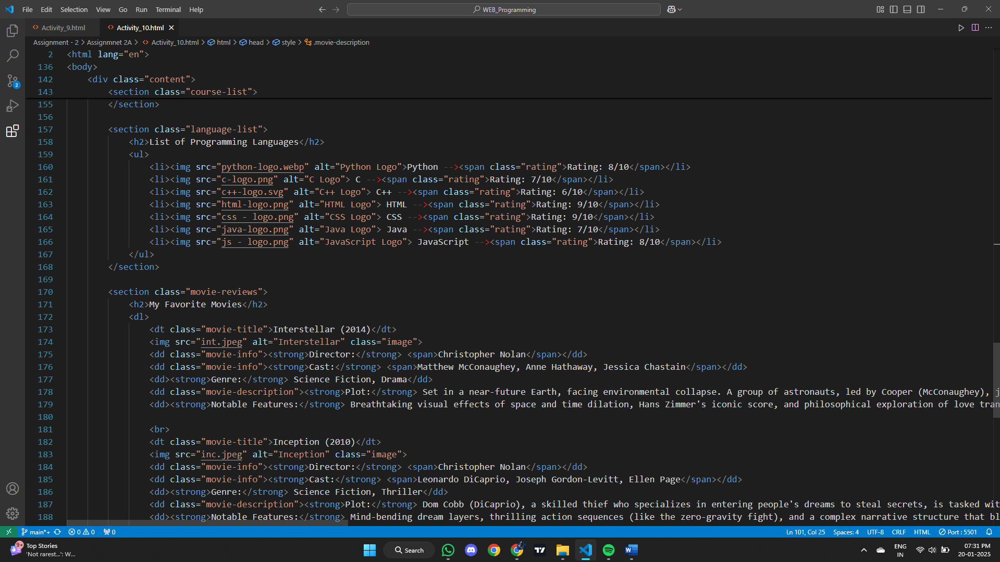 File Edit Selection View Go Run Terminal Help
WEB_Programming
Activity_9.html
Activity_10.html
Assignment - 2 > Assignmnet 2A > Activity_10.html > html > head > style > .movie-description
2 <html lang="en">
136 <body>
142 <div class="content">
143 <section class="course-list">
155 </section>
156
157 <section class="language-list">
158 <h2>List of Programming Languages</h2>
159 <ul>
160 <li><img src="python-logo.webp" alt="Python Logo">Python --><span class="rating">Rating: 8/10</span></li>
161 <li><img src="c-logo.png" alt="C Logo"> C --><span class="rating">Rating: 7/10</span></li>
162 <li><img src="c++-logo.svg" alt="C++ Logo"> C++ --><span class="rating">Rating: 6/10</span></li>
163 <li><img src="html-logo.png" alt="HTML Logo"> HTML --><span class="rating">Rating: 9/10</span></li>
164 <li><img src="css - logo.png" alt="CSS Logo"> CSS --><span class="rating">Rating: 9/10</span></li>
165 <li><img src="java-logo.png" alt="Java Logo"> Java --><span class="rating">Rating: 7/10</span></li>
166 <li><img src="js - logo.png" alt="JavaScript Logo"> JavaScript --><span class="rating">Rating: 8/10</span></li>
167 </ul>
168 </section>
169
170 <section class="movie-reviews">
171 <h2>My Favorite Movies</h2>
172 <dl>
173 <dt class="movie-title">Interstellar (2014)</dt>
174 <img src="int.jpeg" alt="Interstellar" class="image">
175 <dd class="movie-info"><strong>Director:</strong> <span>Christopher Nolan</span></dd>
176 <dd class="movie-info"><strong>Cast:</strong> <span>Matthew McConaughey, Anne Hathaway, Jessica Chastain</span></dd>
177 <dd><strong>Genre:</strong> Science Fiction, Drama</dd>
178 <dd class="movie-description"><strong>Plot:</strong> Set in a near-future Earth, facing environmental collapse. A group of astronauts, led by Cooper (McConaughey), j
179 <dd><strong>Notable Features:</strong> Breathtaking visual effects of space and time dilation, Hans Zimmer's iconic score, and philosophical exploration of love tran
180
181 <br>
182 <dt class="movie-title">Inception (2010)</dt>
183 <img src="inc.jpeg" alt="Inception" class="image">
184 <dd class="movie-info"><strong>Director:</strong> <span>Christopher Nolan</span></dd>
185 <dd class="movie-info"><strong>Cast:</strong> <span>Leonardo DiCaprio, Joseph Gordon-Levitt, Ellen Page</span></dd>
186 <dd><strong>Genre:</strong> Science Fiction, Thriller</dd>
187 <dd class="movie-description"><strong>Plot:</strong> Dom Cobb (DiCaprio), a skilled thief who specializes in entering people's dreams to steal secrets, is tasked wit
188 <dd><strong>Notable Features:</strong> Mind-bending dream layers, thrilling action sequences (like the zero-gravity fight), and a complex narrative structure that bl
2
main*+ 0 0 0 Ln 101, Col 25 Spaces: 4 UTF-8 CRLF HTML Port : 5501
9+ Top Stories
'Not rarest...': W...
Search
ENG
IN
07:31 PM
20-01-2025